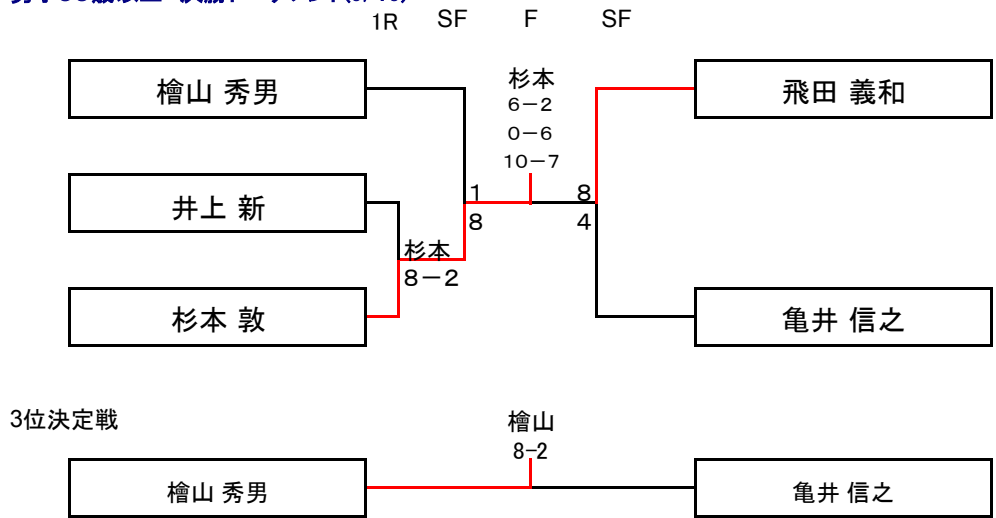 1R SF F SF
檜山 秀男
井上 新
杉本 敦
杉本
8－2
1
8
杉本
6－2
0－6
10－7
8
4
飛田 義和
亀井 信之
3位決定戦
檜山
8-2
檜山 秀男
亀井 信之